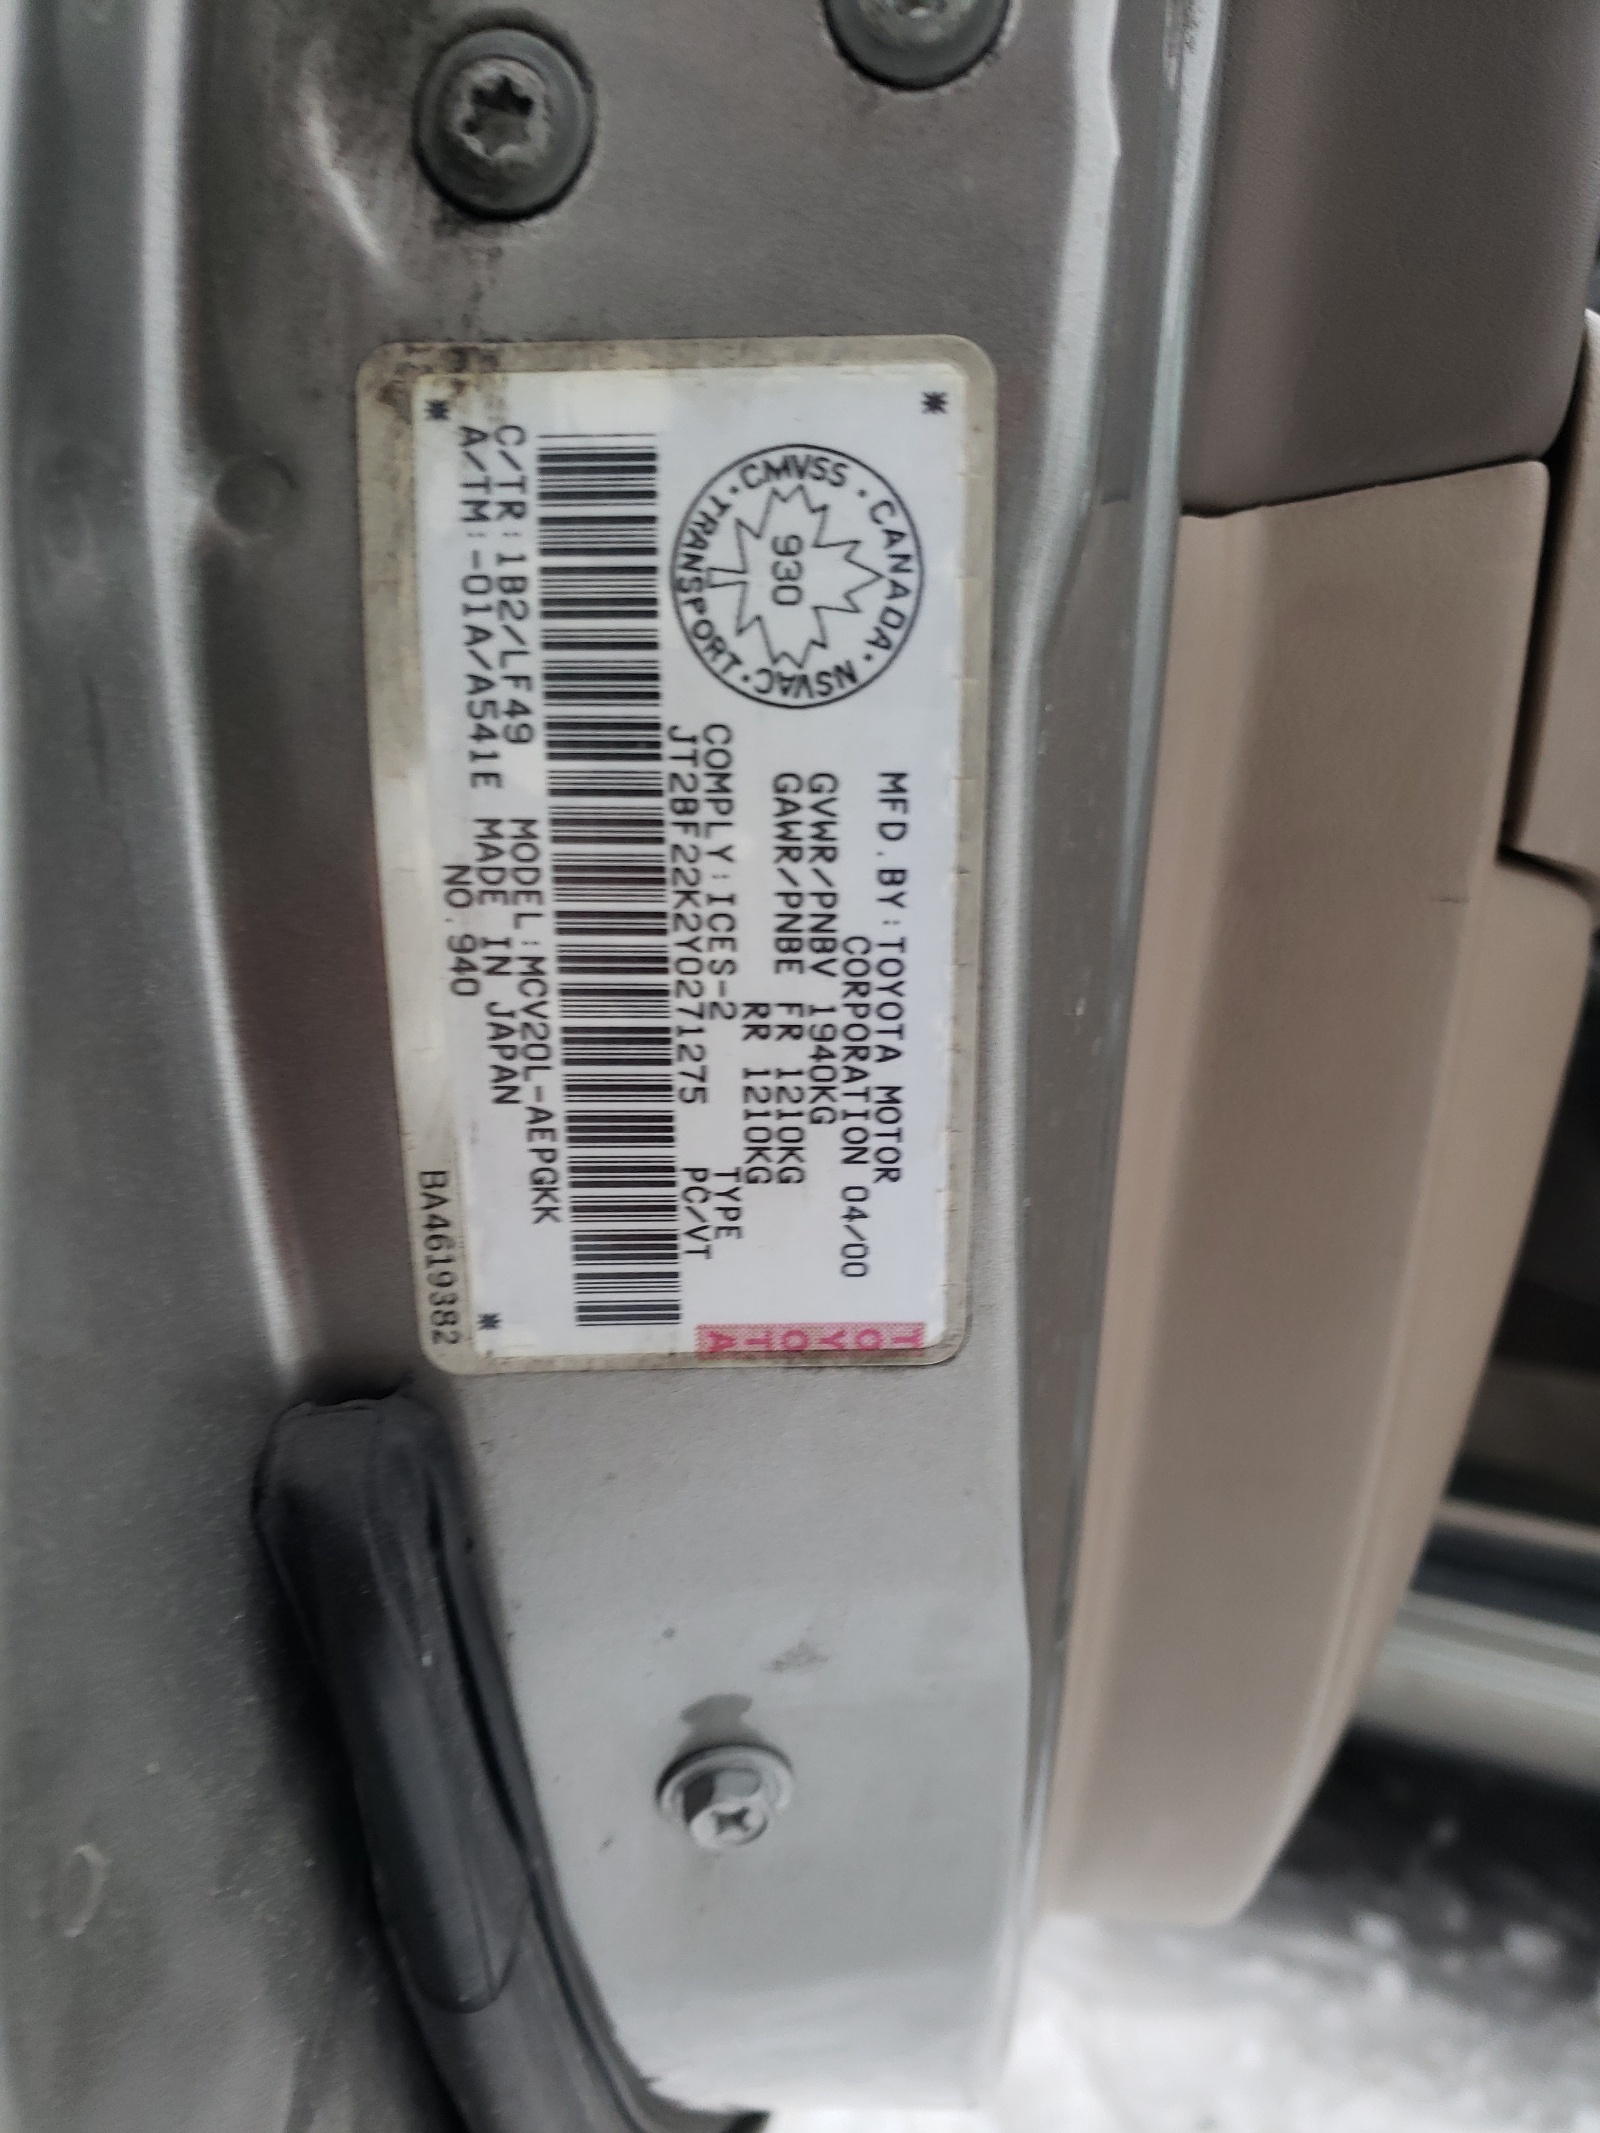 MFD.BY:TOYOTA MOTOR
CORPORATION 04/00
GVWR/PNBV 1940KG
GAWR/PNBE FR 1210KG
RR 1210KG
CANADA · NSVAC · TRANSPORT · CMVSS ·
930
COMPLY:ICES-2 TYPE
JT2BF22K2Y0271275 PC/VT
C/TR:1B2/LF49 MODEL:MCV20L-AEPGKK
A/TM:-01A/A541E MADE IN JAPAN
NO.940
BA4619382
TOYOTA